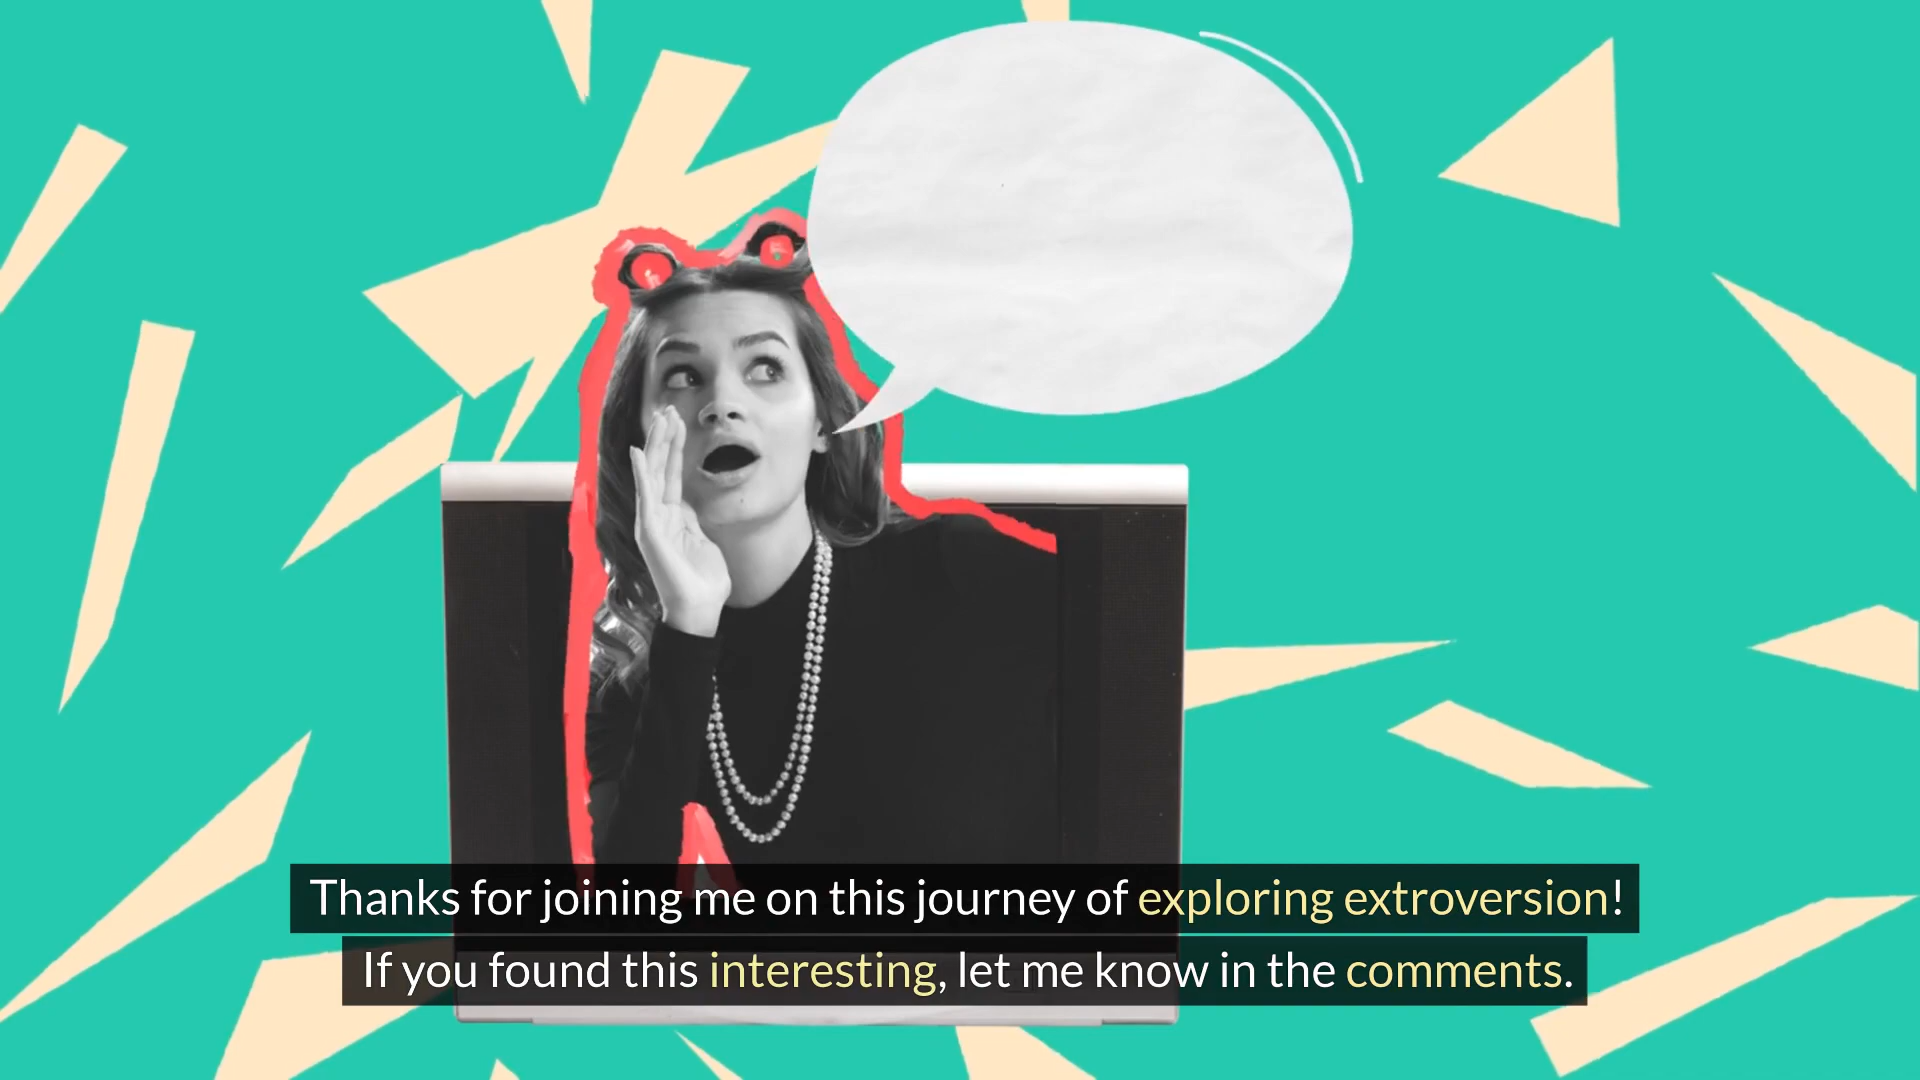 Thanks for joining me on this journey of exploring extroversion!
If you found this interesting, let me know in the comments.